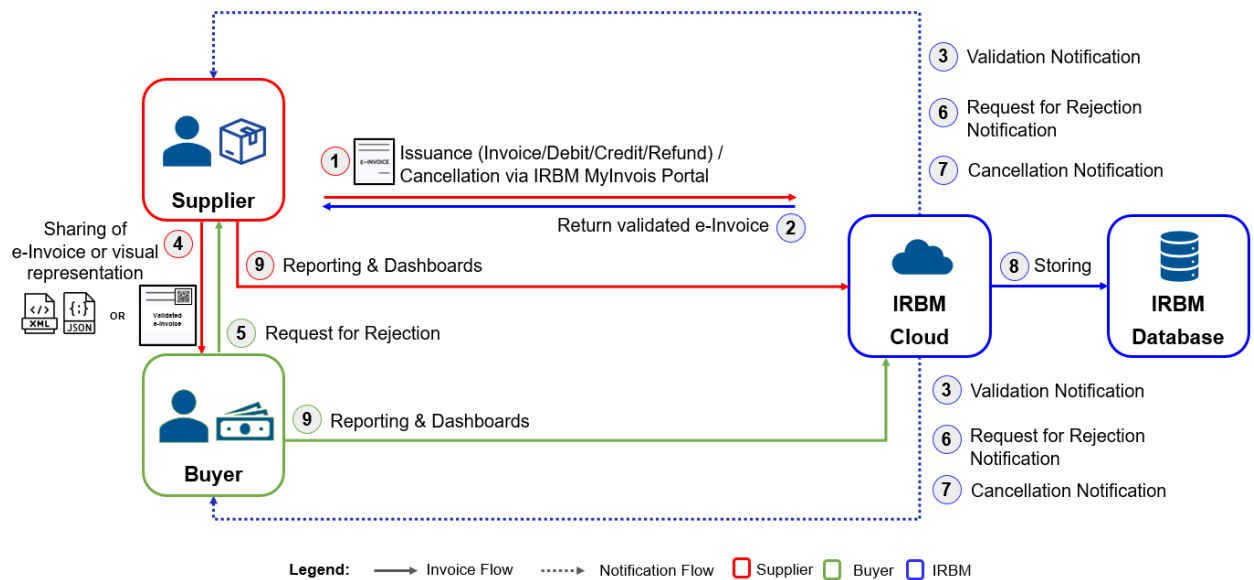 3 Validation Notification
6 Request for Rejection
Notification
7 Cancellation Notification
Supplier
1 E-INVOICE Issuance (Invoice/Debit/Credit/Refund) /
Cancellation via IRBM MyInvois Portal
Return validated e-Invoice 2
Sharing of
e-Invoice or visual
representation
4
</>
XML
{;}
JSON
OR
Validated
e-Invoice
9 Reporting & Dashboards
5 Request for Rejection
IRBM
Cloud
8 Storing
IRBM
Database
Buyer
9 Reporting & Dashboards
3 Validation Notification
6 Request for Rejection
Notification
7 Cancellation Notification
Legend: Invoice Flow Notification Flow Supplier Buyer IRBM